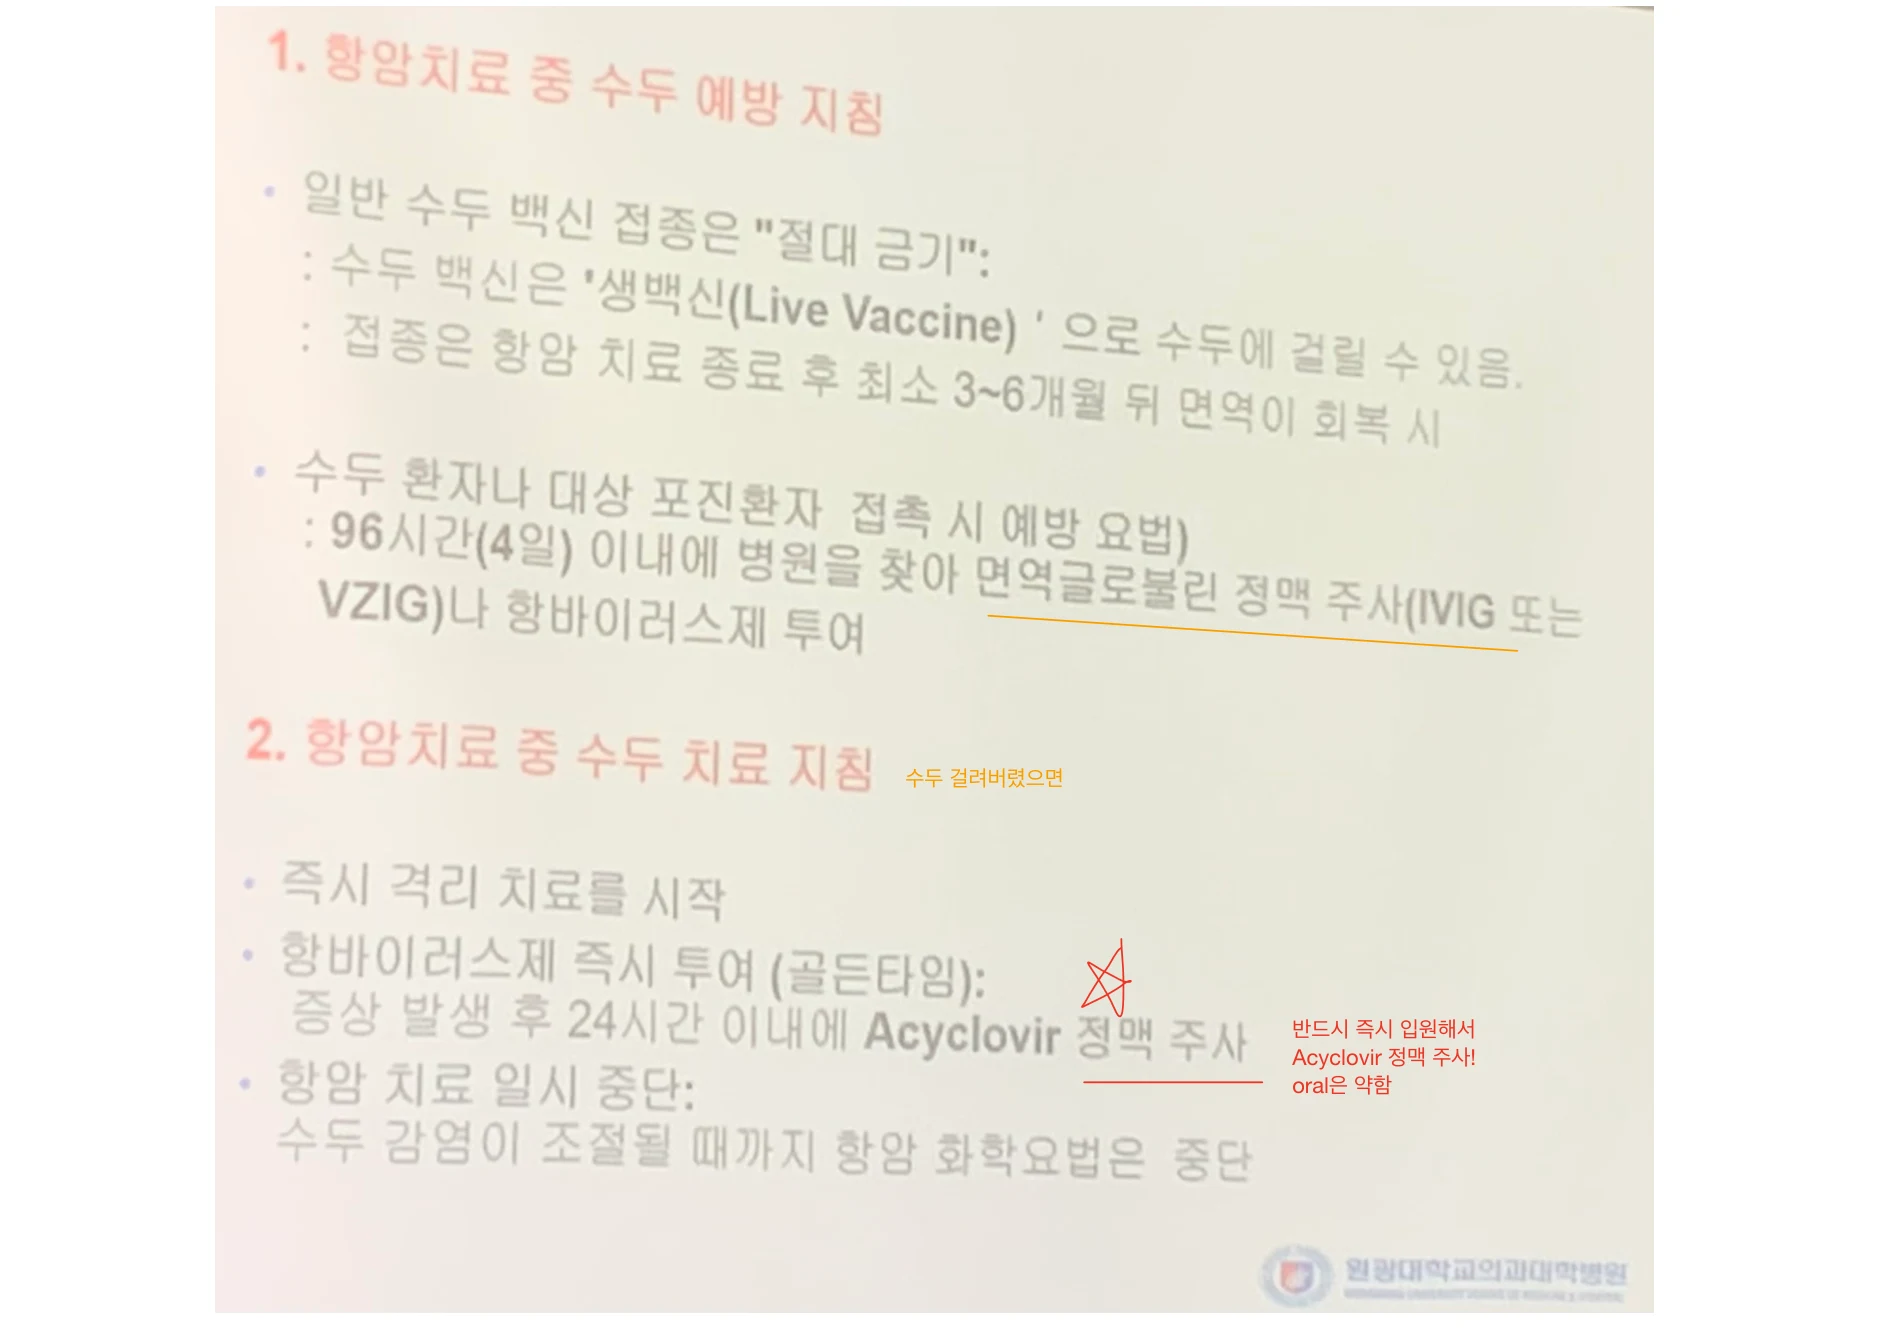 1. 항암치료 중 수두 예방 지침
• 일반 수두 백신 접종은 "절대 금기":
: 수두 백신은 '생백신(Live Vaccine) ' 으로 수두에 걸릴 수 있음.
: 접종은 항암 치료 종료 후 최소 3~6개월 뒤 면역이 회복 시
• 수두 환자나 대상 포진환자 접촉 시 예방 요법)
: 96시간(4일) 이내에 병원을 찾아 면역글로불린 정맥 주사(IVIG 또는
VZIG)나 항바이러스제 투여
2. 항암치료 중 수두 치료 지침
수두 걸려버렸으면
• 즉시 격리 치료를 시작
• 항바이러스제 즉시 투여 (골든타임):
증상 발생 후 24시간 이내에 Acyclovir 정맥 주사
반드시 즉시 입원해서
Acyclovir 정맥 주사!
oral은 약함
• 항암 치료 일시 중단:
수두 감염이 조절될 때까지 항암 화학요법은 중단
원광대학교의과대학병원